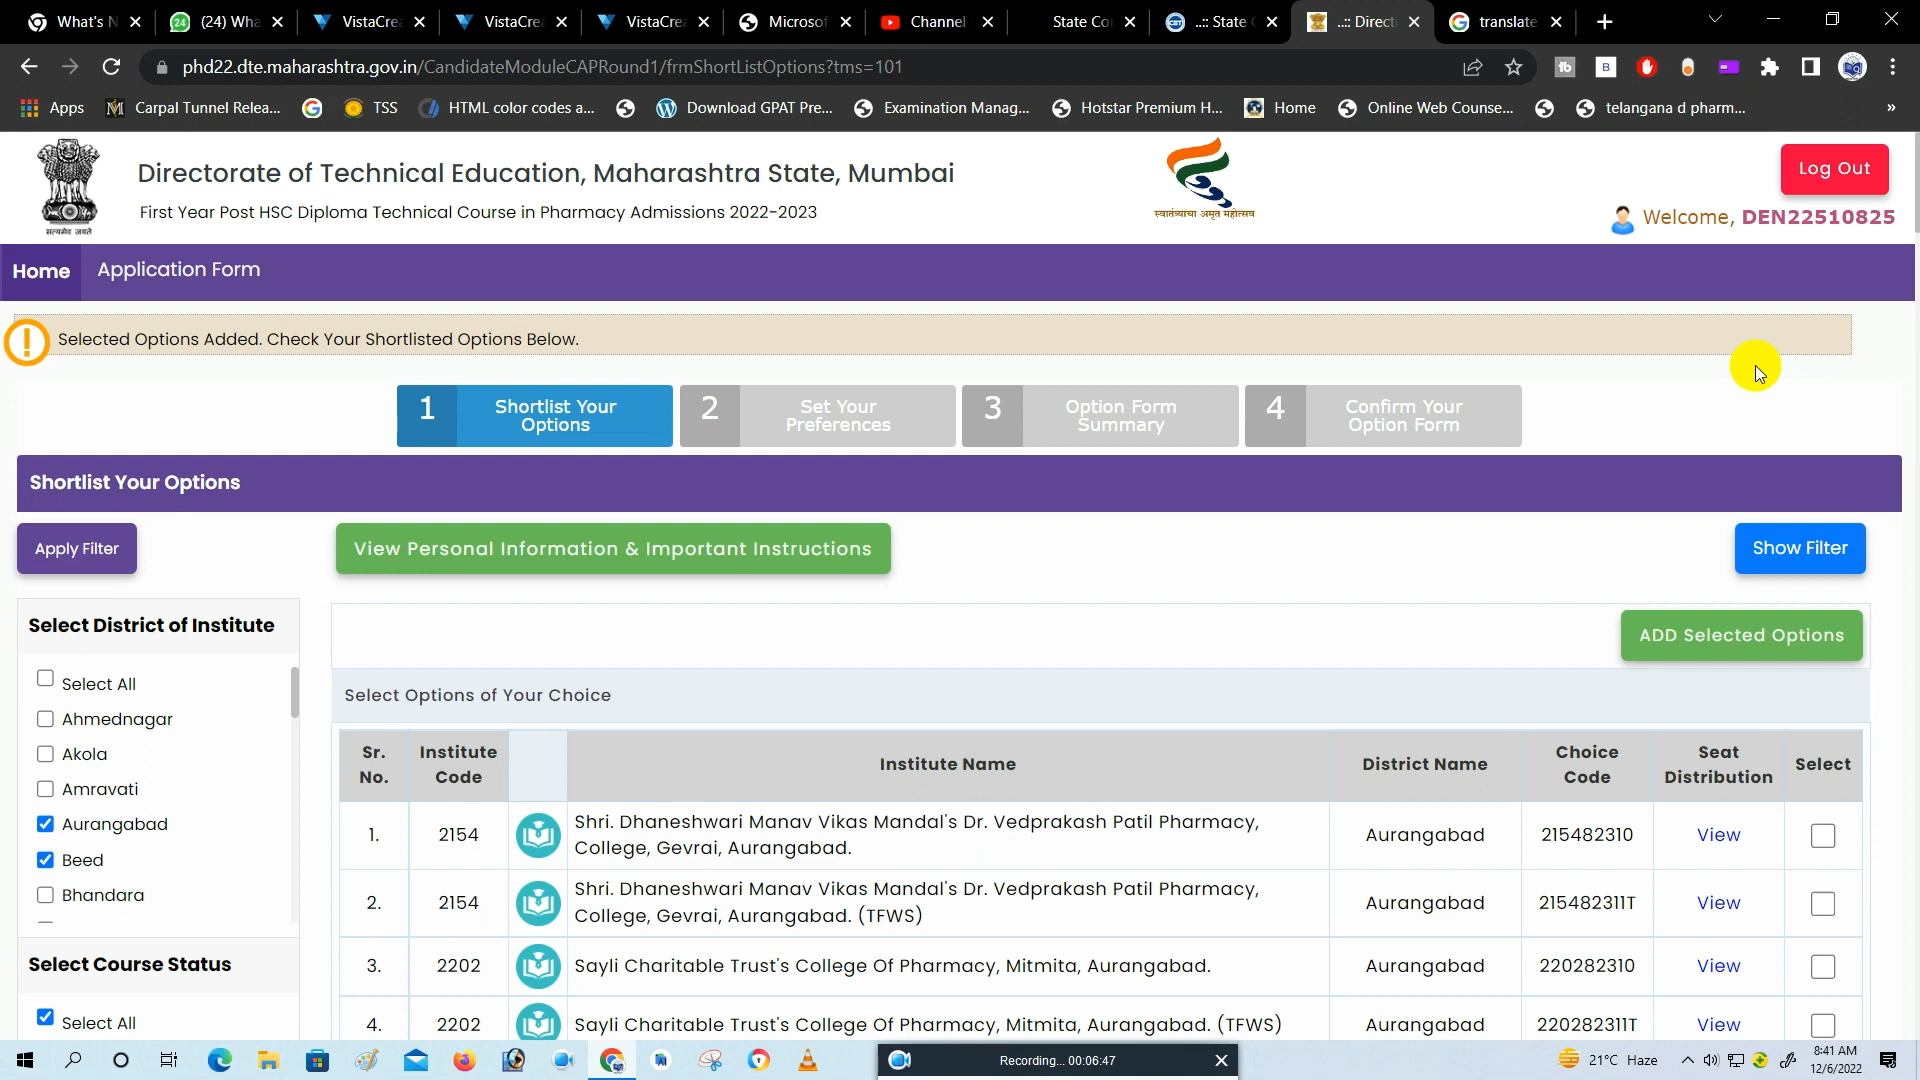 What's N
(24) Wha
VistaCrea
VistaCrea
VistaCrea
Microsof
Channel
State Co
..:: State C
..:: Direct
translate
phd22.dte.maharashtra.gov.in/CandidateModuleCAPRound1/frmShortListOptions?tms=101
Apps
Carpal Tunnel Relea...
TSS
HTML color codes a...
Download GPAT Pre...
Examination Manag...
Hotstar Premium H...
Home
Online Web Counse...
telangana d pharm...
»
Directorate of Technical Education, Maharashtra State, Mumbai
First Year Post HSC Diploma Technical Course in Pharmacy Admissions 2022-2023
सत्यमेव जयते
स्वातंत्र्याचा अमृत महोत्सव
Log Out
Welcome, DEN22510825
Home
Application Form
Selected Options Added. Check Your Shortlisted Options Below.
1
Shortlist Your
Options
2
Set Your
Preferences
3
Option Form
Summary
4
Confirm Your
Option Form
Shortlist Your Options
Apply Filter
View Personal Information & Important Instructions
Show Filter
Select District of Institute
Select All
Ahmednagar
Akola
Amravati
Aurangabad
Beed
Bhandara
Select Course Status
Select All
ADD Selected Options
Select Options of Your Choice
Sr. No.
Institute Code
Institute Name
District Name
Choice Code
Seat Distribution
Select
1. 2154 Shri. Dhaneshwari Manav Vikas Mandal's Dr. Vedprakash Patil Pharmacy,
College, Gevrai, Aurangabad. Aurangabad 215482310 View
2. 2154 Shri. Dhaneshwari Manav Vikas Mandal's Dr. Vedprakash Patil Pharmacy,
College, Gevrai, Aurangabad. (TFWS) Aurangabad 215482311T View
3. 2202 Sayli Charitable Trust's College Of Pharmacy, Mitmita, Aurangabad. Aurangabad 220282310 View
4. 2202 Sayli Charitable Trust's College Of Pharmacy, Mitmita, Aurangabad. (TFWS) Aurangabad 220282311T View
Recording... 00:06:47
21°C Haze
8:41 AM
12/6/2022